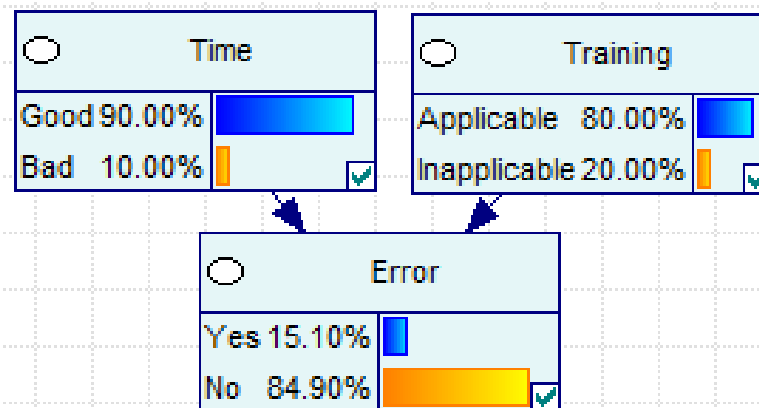 Time
Good 90.00%
Bad 10.00%
Training
Applicable 80.00%
Inapplicable 20.00%
Error
Yes 15.10%
No 84.90%